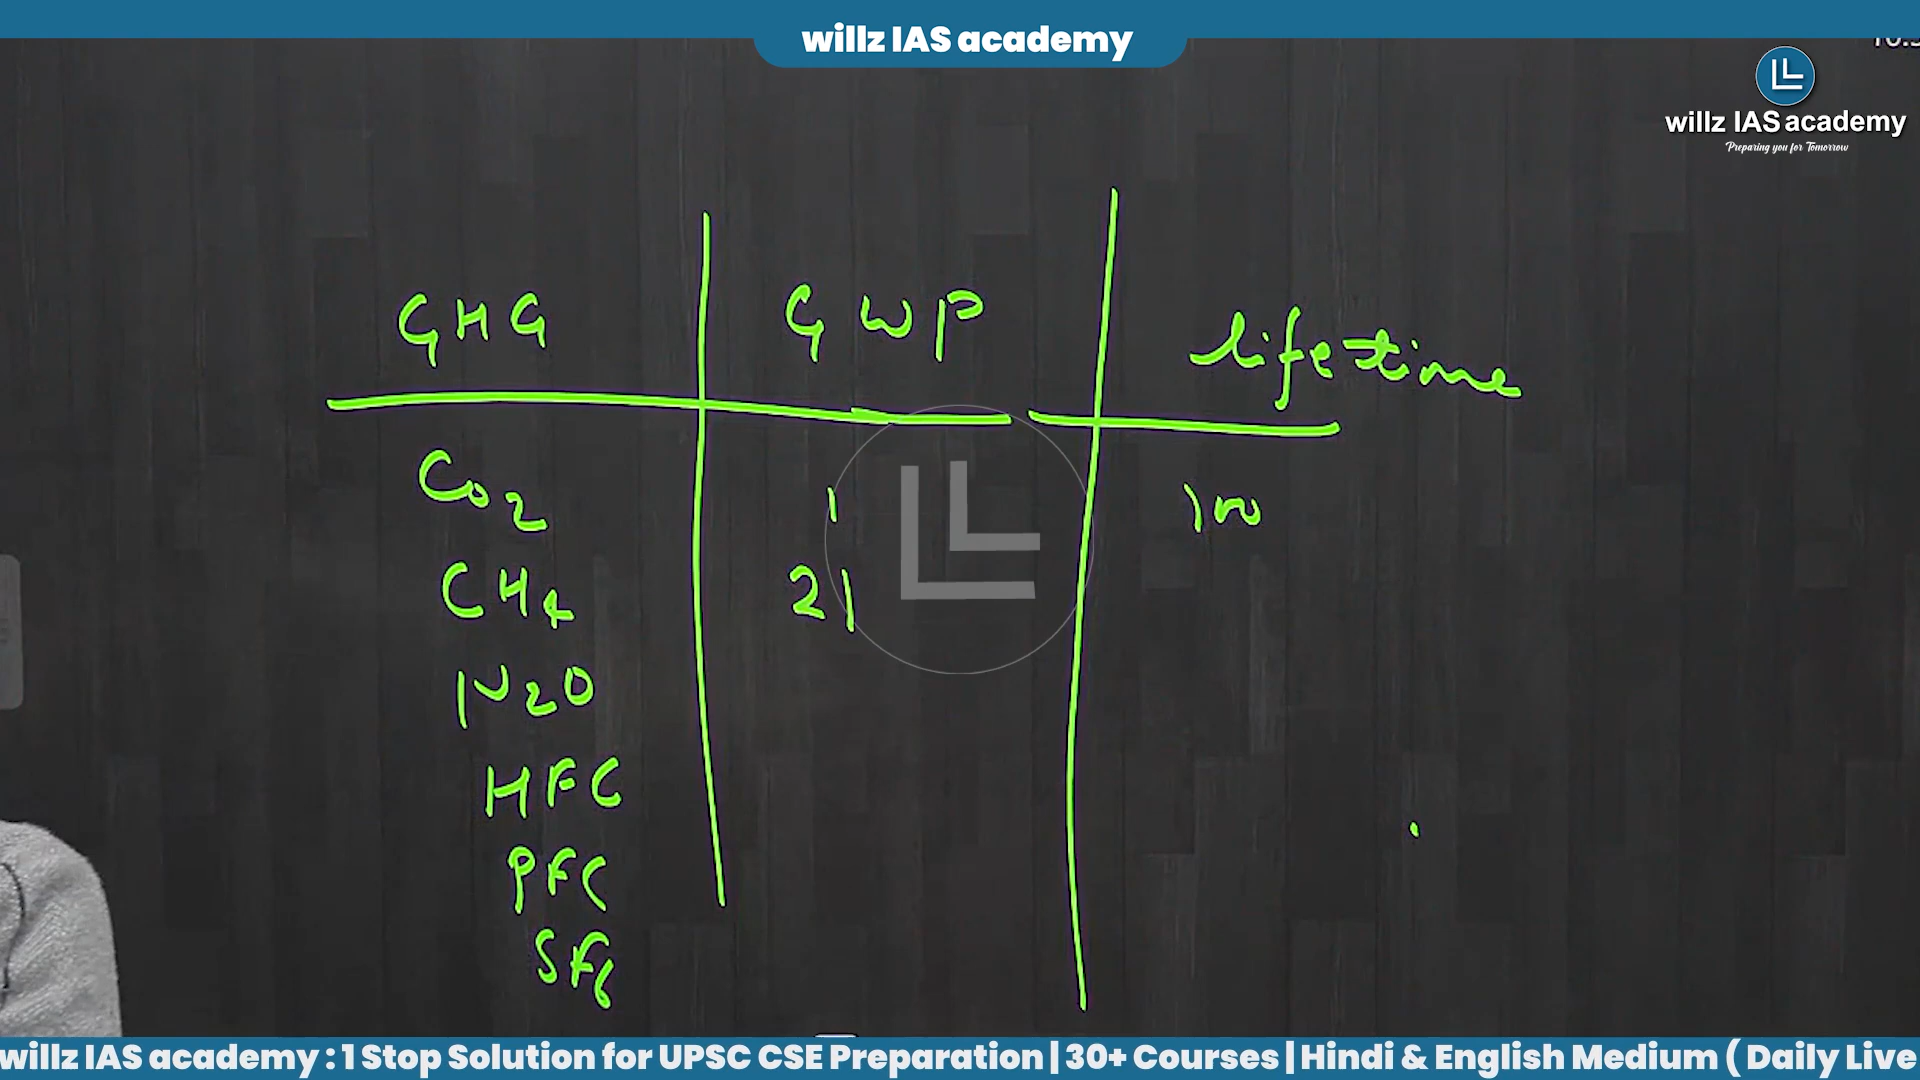 willz IAS academy
willz IAS academy
Preparing you for Tomorrow
GHG GWP lifetime
CO2 1 100
CH4 21
N2O
HFC
PFC
SF6
willz IAS academy : 1 Stop Solution for UPSC CSE Preparation | 30+ Courses | Hindi & English Medium ( Daily Live